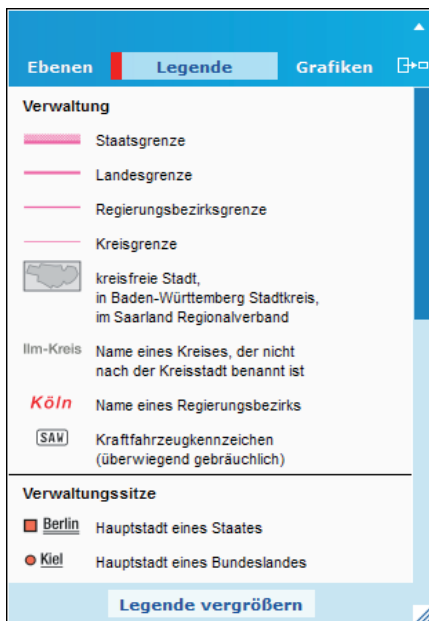 Ebenen Legende Grafiken
Verwaltung
Staatsgrenze
Landesgrenze
Regierungsbezirksgrenze
Kreisgrenze
kreisfreie Stadt,
in Baden-Württemberg Stadtkreis,
im Saarland Regionalverband
Ilm-Kreis Name eines Kreises, der nicht
nach der Kreisstadt benannt ist
Köln Name eines Regierungsbezirks
SAW Kraftfahrzeugkennzeichen
(überwiegend gebräuchlich)
Verwaltungssitze
Berlin Hauptstadt eines Staates
Kiel Hauptstadt eines Bundeslandes
Legende vergrößern